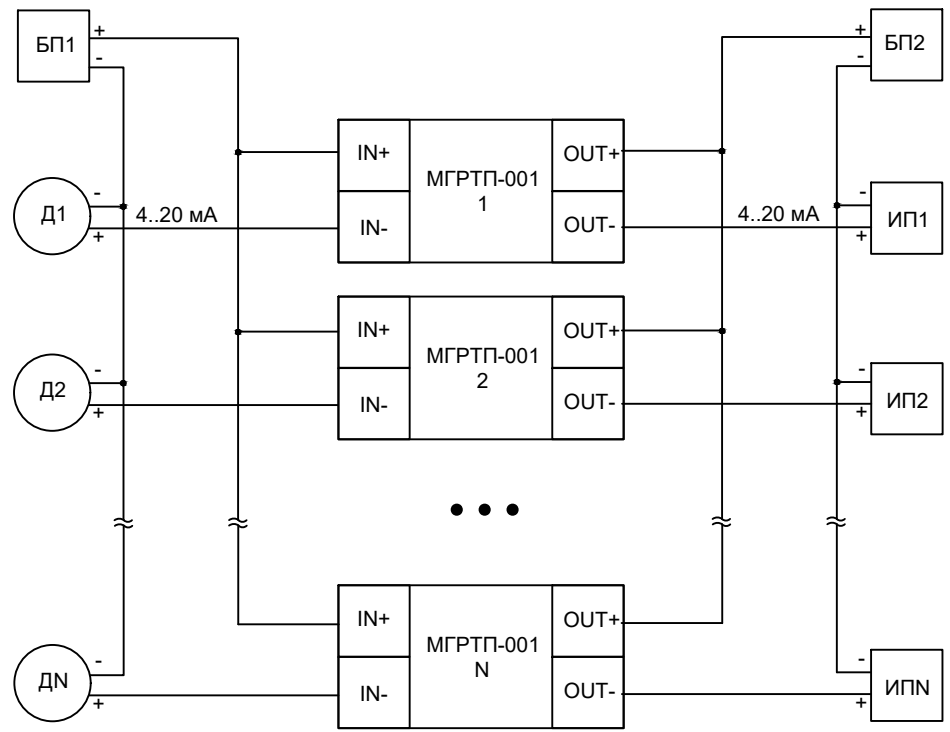 БП1
+
-
+
-
БП2
IN+
МГРТП-001
1
OUT+
IN-
OUT-
Д1
-
+
4..20 мА
4..20 мА
-
+
ИП1
IN+
МГРТП-001
2
OUT+
IN-
OUT-
Д2
-
+
-
+
ИП2
IN+
МГРТП-001
N
OUT+
IN-
OUT-
ДN
-
+
-
+
ИПN